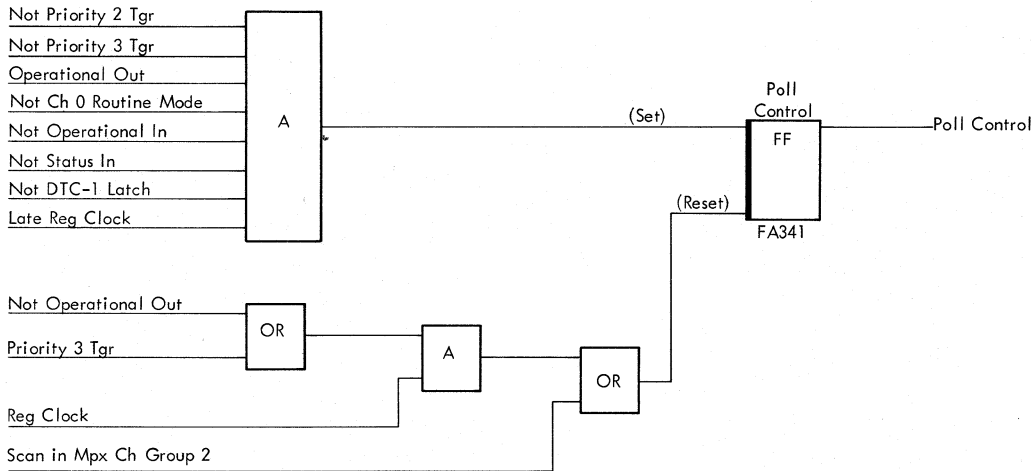 Not Priority 2 Tgr
Not Priority 3 Tgr
Operational Out
Not Ch 0 Routine Mode
Not Operational In
Not Status In
Not DTC-1 Latch
Late Reg Clock
A
(Set)
Poll
Control
FF
Poll Control
(Reset)
FA341
Not Operational Out
OR
Priority 3 Tgr
A
OR
Reg Clock
Scan in Mpx Ch Group 2